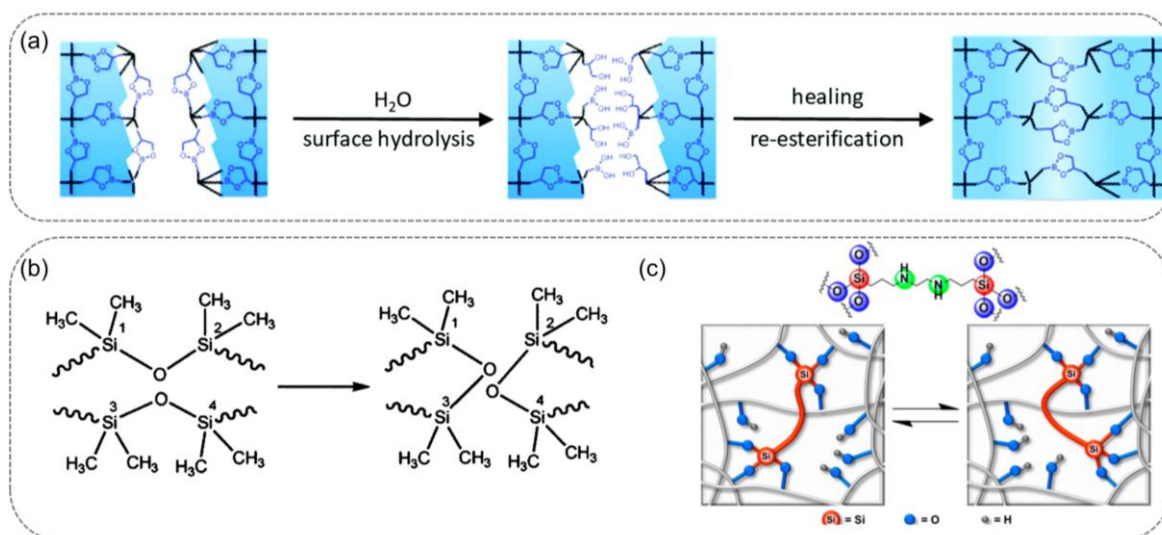 (a)
H₂O
surface hydrolysis
healing
re-esterification
(b)
CH₃ CH₃
H₃C CH₃
1 2
Si Si
O
O
3 4
Si Si
H₃C CH₃ H₃C CH₃
CH₃ CH₃
H₃C CH₃
1 2
Si Si
O
O
3 4
Si Si
H₃C CH₃ H₃C CH₃
(c)
O H O
O Si N N Si O
O H O
Si Si
Si Si
Si = Si = O = H